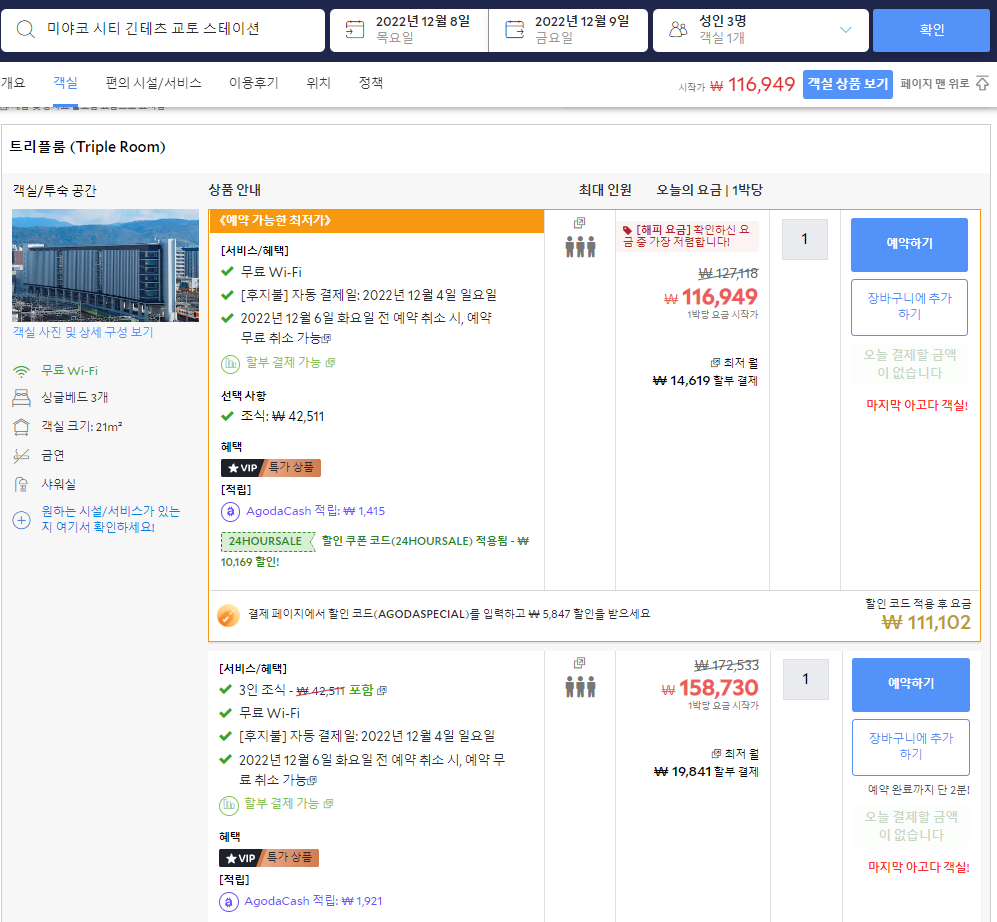 미야코 시티 긴테츠 교토 스테이션
2022년 12월 8일
목요일
2022년 12월 9일
금요일
성인 3명
객실 1개
확인
개요
객실
편의 시설/서비스
이용후기
위치
정책
시작가 ₩ 116,949
객실 상품 보기
페이지 맨 위로
트리플룸 (Triple Room)
객실/투숙 공간
상품 안내
최대 인원
오늘의 요금 | 1박당
객실 사진 및 상세 구성 보기
무료 Wi-Fi
싱글베드 3개
객실 크기: 21m²
금연
샤워실
원하는 시설/서비스가 있는
지 여기서 확인하세요!
《예약 가능한 최저가》
[서비스/혜택]
무료 Wi-Fi
[후지불] 자동 결제일: 2022년 12월 4일 일요일
2022년 12월 6일 화요일 전 예약 취소 시, 예약
무료 취소 가능
할부 결제 가능
선택 사항
조식: ₩ 42,511
혜택
VIP 특가 상품
[적립]
AgodaCash 적립: ₩ 1,415
24HOURSALE 할인 쿠폰 코드(24HOURSALE) 적용됨 - ₩
10,169 할인!
[해피 요금] 확인하신 요
금 중 가장 저렴합니다!
₩ 127,118
₩ 116,949
1박당 요금 시작가
최저 월
₩ 14,619 할부 결제
1
예약하기
장바구니에 추가
하기
오늘 결제할 금액
이 없습니다
마지막 아고다 객실!
결제 페이지에서 할인 코드(AGODASPECIAL)를 입력하고 ₩ 5,847 할인을 받으세요
할인 코드 적용 후 요금
₩ 111,102
[서비스/혜택]
3인 조식 - ₩ 42,511 포함
무료 Wi-Fi
[후지불] 자동 결제일: 2022년 12월 4일 일요일
2022년 12월 6일 화요일 전 예약 취소 시, 예약 무
료 취소 가능
할부 결제 가능
혜택
VIP 특가 상품
[적립]
AgodaCash 적립: ₩ 1,921
₩ 172,533
₩ 158,730
1박당 요금 시작가
최저 월
₩ 19,841 할부 결제
1
예약하기
장바구니에 추가
하기
예약 완료까지 단 2분!
오늘 결제할 금액
이 없습니다
마지막 아고다 객실!